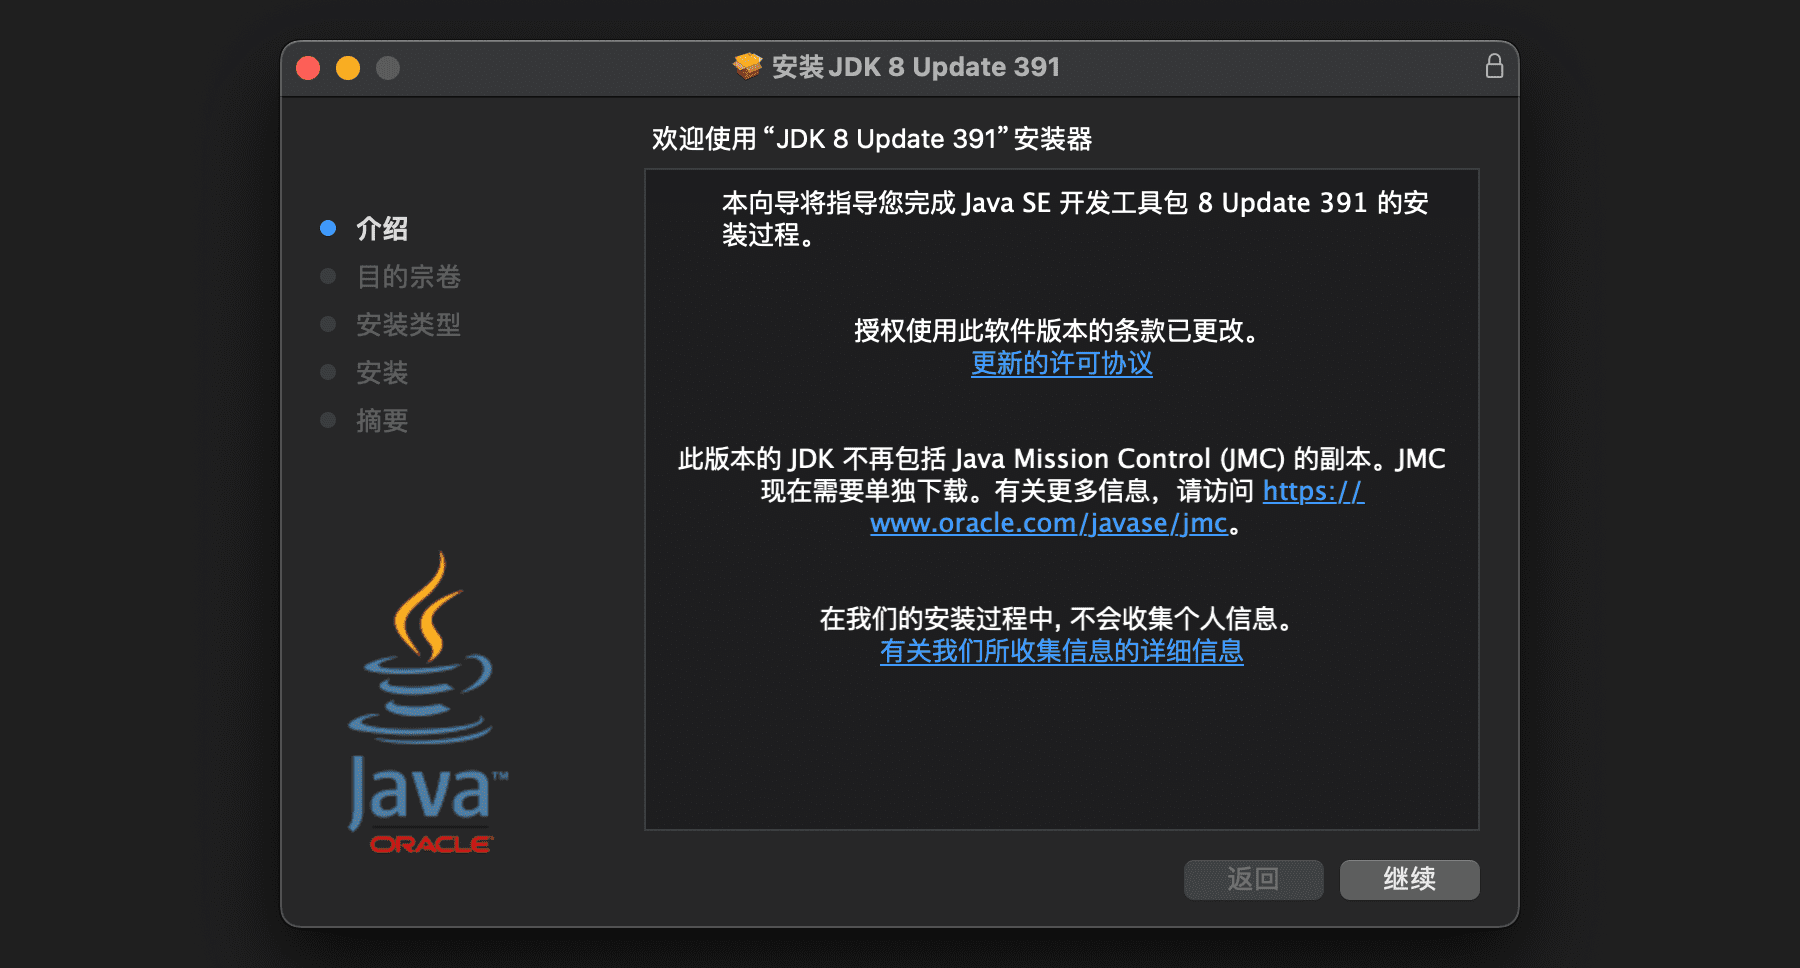 安装 JDK 8 Update 391
欢迎使用“JDK 8 Update 391”安装器
介绍
目的宗卷
安装类型
安装
摘要
本向导将指导您完成 Java SE 开发工具包 8 Update 391 的安
装过程。
授权使用此软件版本的条款已更改。
更新的许可协议
此版本的 JDK 不再包括 Java Mission Control (JMC) 的副本。JMC
现在需要单独下载。有关更多信息，请访问 https://
www.oracle.com/javase/jmc。
在我们的安装过程中, 不会收集个人信息。
有关我们所收集信息的详细信息
Java™
ORACLE
返回
继续